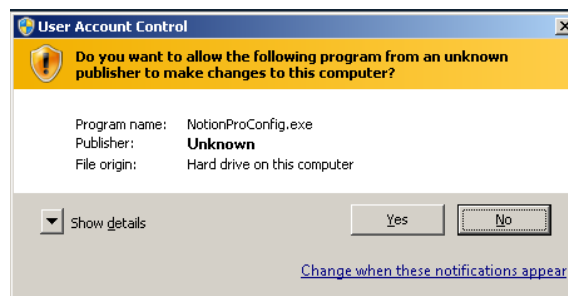 User Account Control
Do you want to allow the following program from an unknown
publisher to make changes to this computer?
Program name: NotionProConfig.exe
Publisher: Unknown
File origin: Hard drive on this computer
Show details
Yes
No
Change when these notifications appear